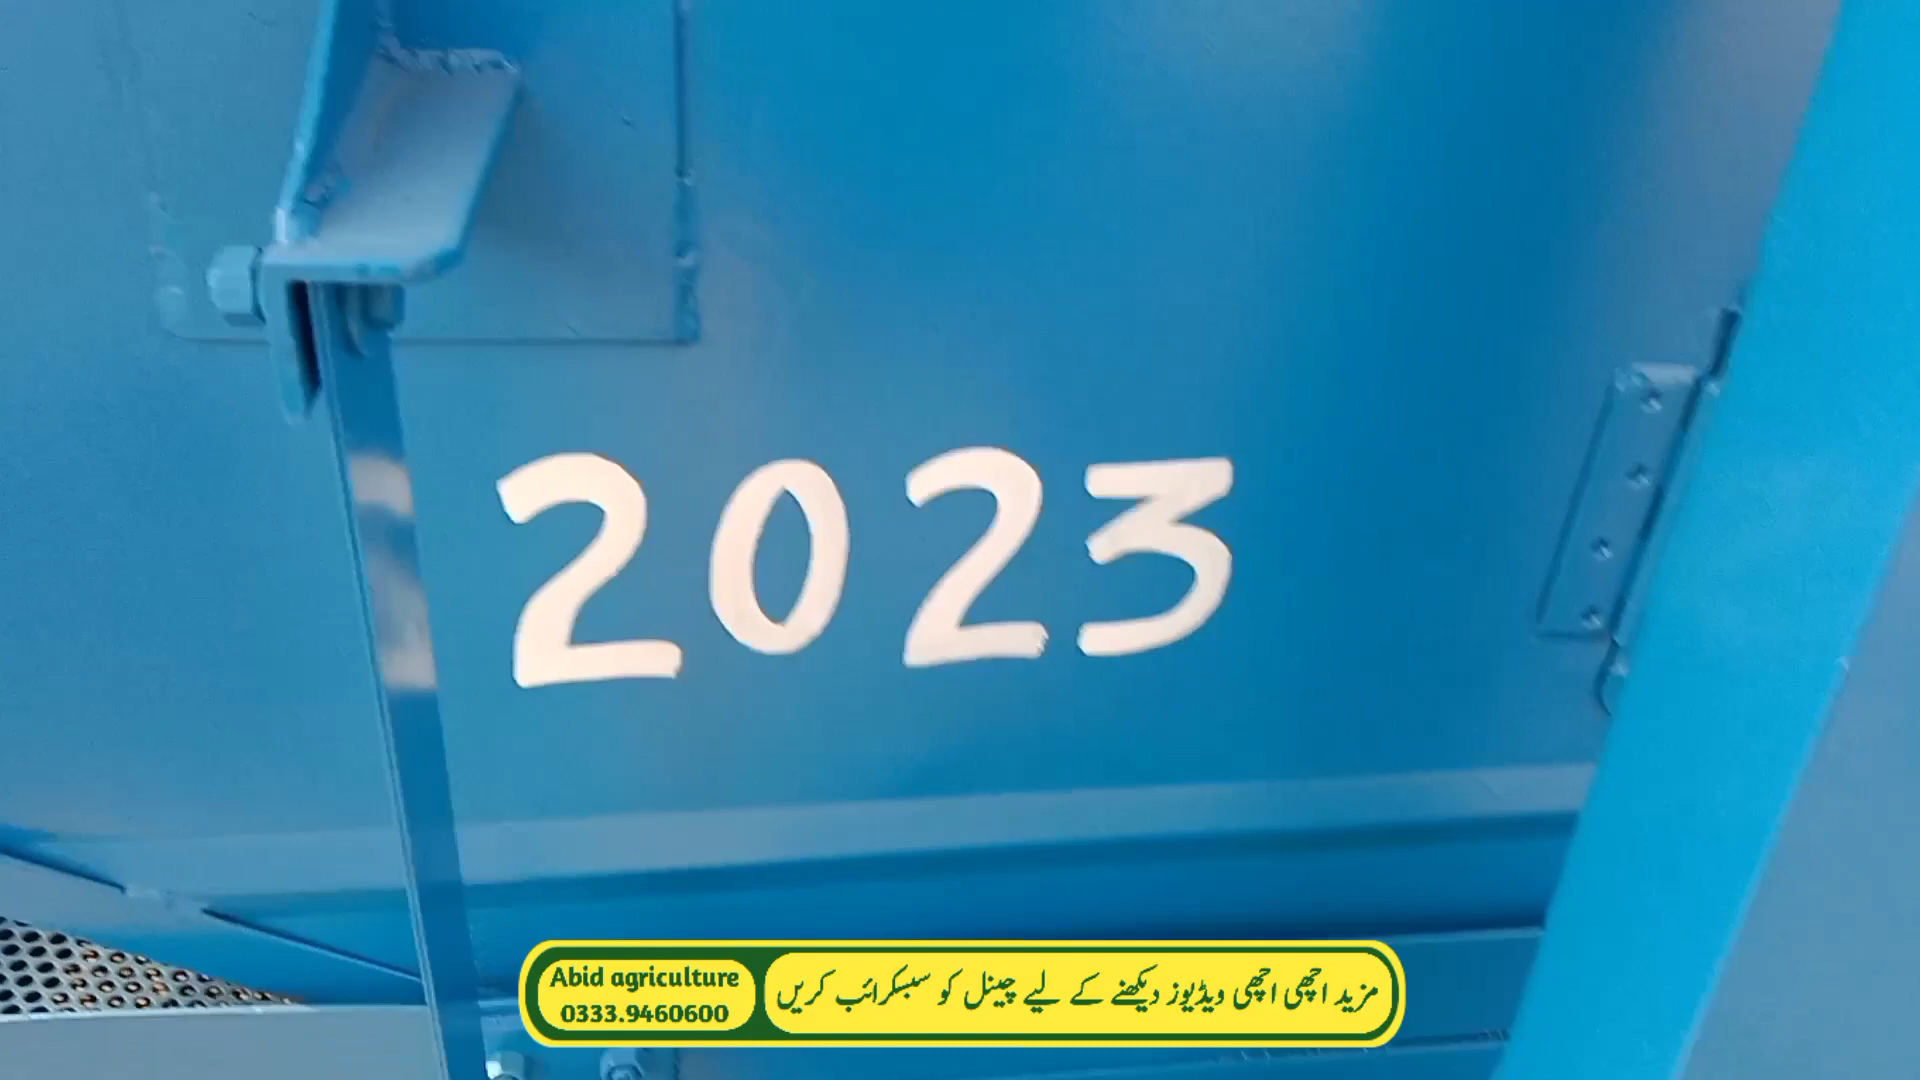 2023
Abid agriculture
0333.9460600
مزید اچھی اچھی ویڈیوز دیکھنے کے لیے چینل کو سبسکرائب کریں